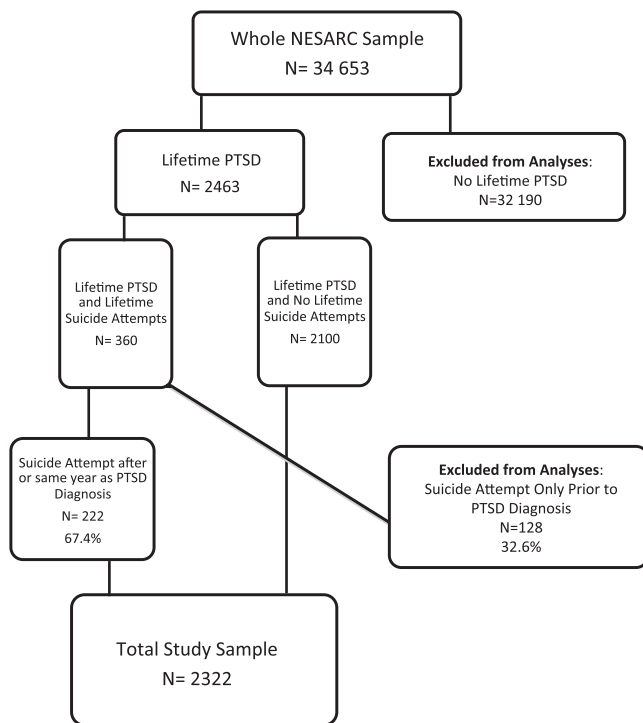 Whole NESARC Sample
N= 34 653
Lifetime PTSD
N= 2463
Excluded from Analyses:
No Lifetime PTSD
N=32 190
Lifetime PTSD
and Lifetime
Suicide Attempts
N= 360
Lifetime PTSD
and No Lifetime
Suicide Attempts
N= 2100
Suicide Attempt after
or same year as PTSD
Diagnosis
N= 222
67.4%
Excluded from Analyses:
Suicide Attempt Only Prior to
PTSD Diagnosis
N=128
32.6%
Total Study Sample
N= 2322